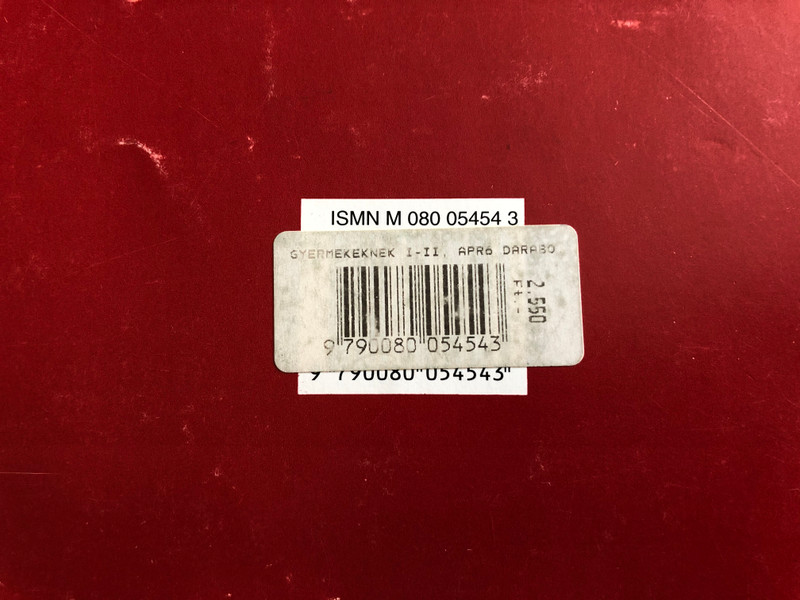 ISMN M 080 05454 3
GYERMEKEKNEK I-II, APRó DARABO
2.550
Ft.-
9 790080 054543
9 790080 054543